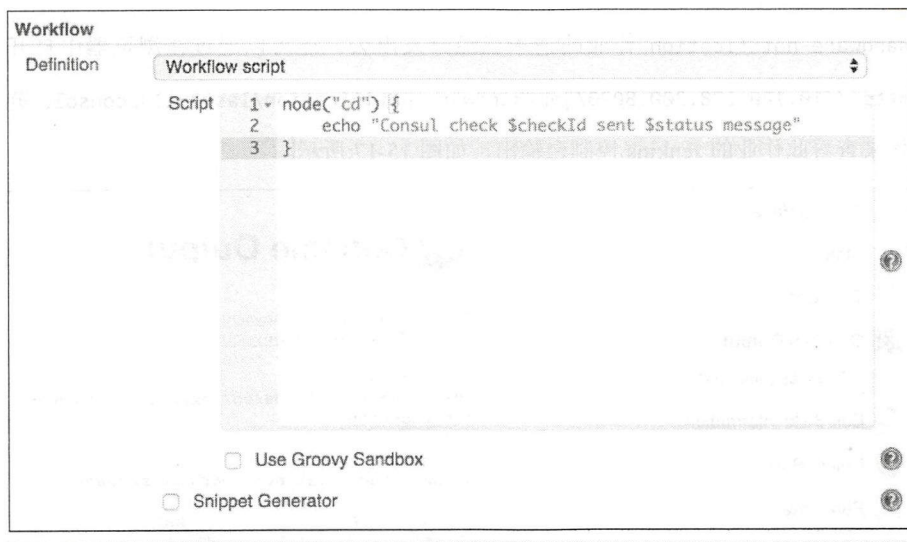 Workflow
Definition Workflow script
Script 1 node("cd") {
2 echo "Consul check $checkId sent $status message"
3 }
Use Groovy Sandbox
Snippet Generator